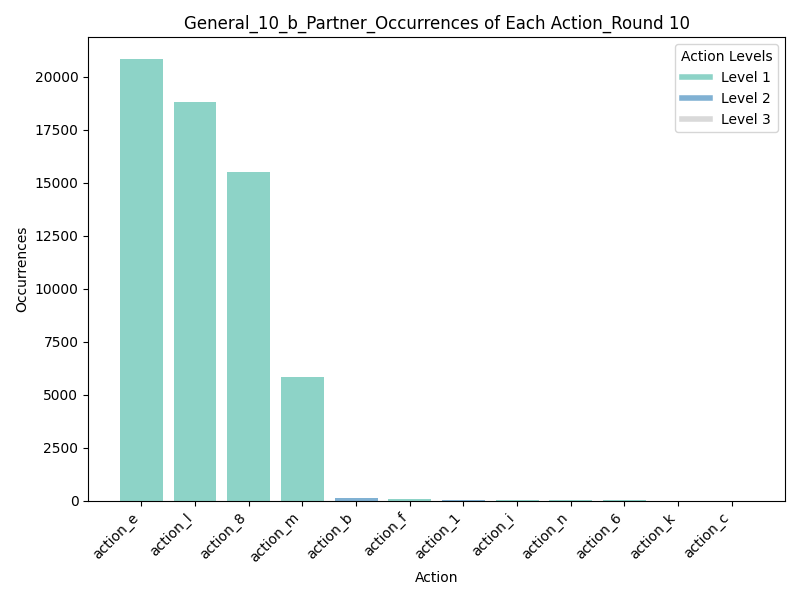 General_10_b_Partner_Occurrences of Each Action_Round 10
Action Levels
Level 1
Level 2
Level 3
Occurrences
20000
17500
15000
12500
10000
7500
5000
2500
0
action_e
action_l
action_8
action_m
action_b
action_f
action_1
action_i
action_n
action_6
action_k
action_c
Action